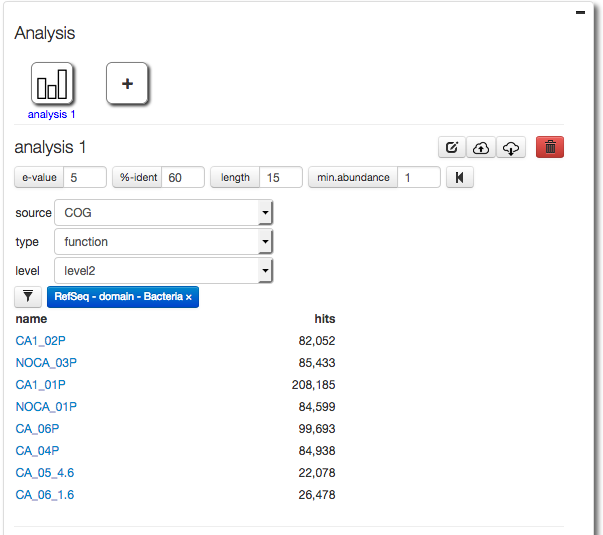 Analysis
+
analysis 1
analysis 1
e-value 5 %-ident 60 length 15 min.abundance 1
source COG
type function
level level2
RefSeq - domain - Bacteria ×
name hits
CA1_02P 82,052
NOCA_03P 85,433
CA1_01P 208,185
NOCA_01P 84,599
CA_06P 99,693
CA_04P 84,938
CA_05_4.6 22,078
CA_06_1.6 26,478